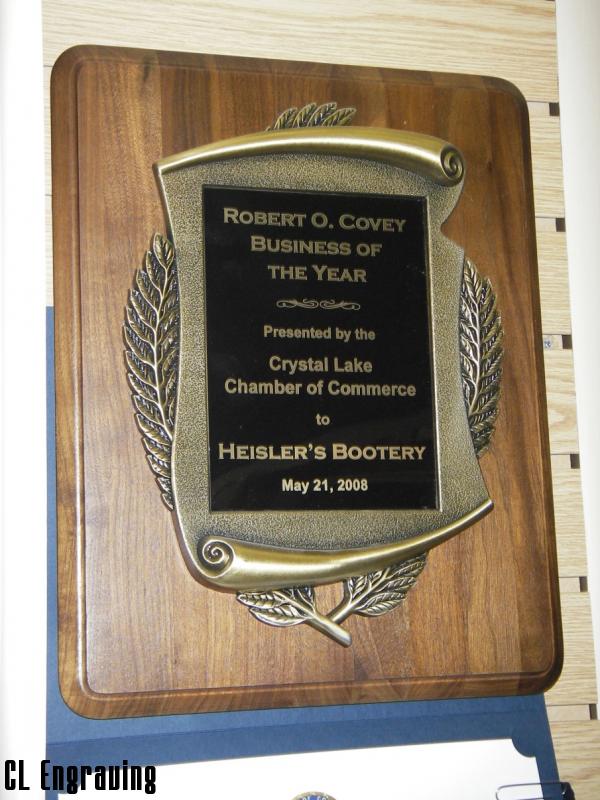 ROBERT O. COVEY
BUSINESS OF
THE YEAR
Presented by the
Crystal Lake
Chamber of Commerce
to
HEISLER'S BOOTERY
May 21, 2008
CL Engraving